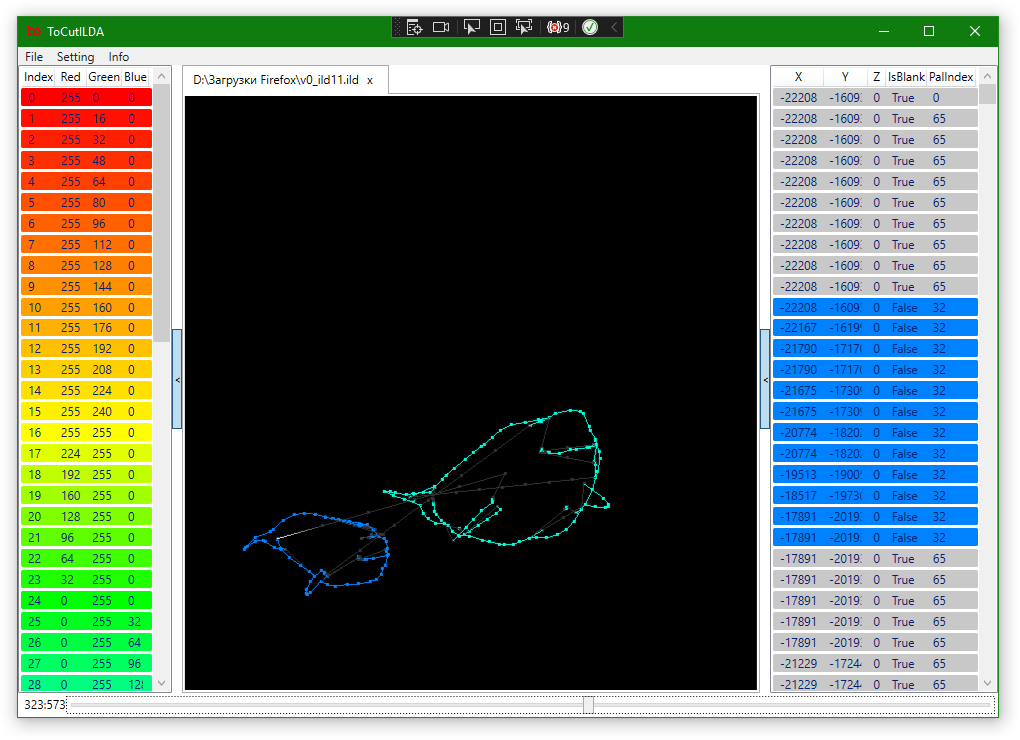 to ToCutILDA
9
File Setting Info
Index Red Green Blue
0 255 0 0
1 255 16 0
2 255 32 0
3 255 48 0
4 255 64 0
5 255 80 0
6 255 96 0
7 255 112 0
8 255 128 0
9 255 144 0
10 255 160 0
11 255 176 0
12 255 192 0
13 255 208 0
14 255 224 0
15 255 240 0
16 255 255 0
17 224 255 0
18 192 255 0
19 160 255 0
20 128 255 0
21 96 255 0
22 64 255 0
23 32 255 0
24 0 255 0
25 0 255 32
26 0 255 64
27 0 255 96
28 0 255 128
D:\Загрузки Firefox\v0_ild11.ild x
<
<
X Y Z IsBlank PalIndex
-22208 -1609 0 True 0
-22208 -1609 0 True 65
-22208 -1609 0 True 65
-22208 -1609 0 True 65
-22208 -1609 0 True 65
-22208 -1609 0 True 65
-22208 -1609 0 True 65
-22208 -1609 0 True 65
-22208 -1609 0 True 65
-22208 -1609 0 True 65
-22208 -1609 0 False 32
-22167 -1619 0 False 32
-21790 -1717 0 False 32
-21790 -1717 0 False 32
-21675 -1730 0 False 32
-21675 -1730 0 False 32
-20774 -1820 0 False 32
-20774 -1820 0 False 32
-19513 -1900 0 False 32
-18517 -1973 0 False 32
-17891 -2019 0 False 32
-17891 -2019 0 False 32
-17891 -2019 0 True 65
-17891 -2019 0 True 65
-17891 -2019 0 True 65
-17891 -2019 0 True 65
-17891 -2019 0 True 65
-21229 -1724 0 True 65
-21229 -1724 0 True 65
323:573